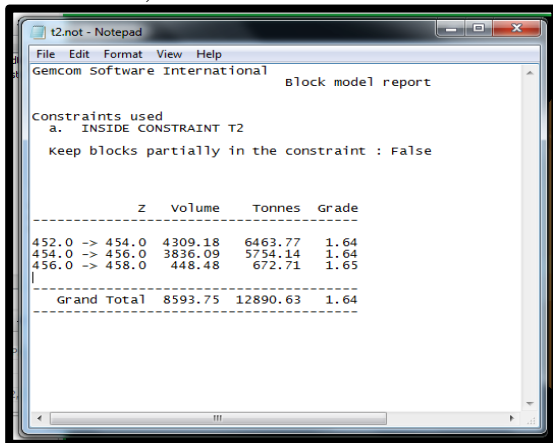 t2.not - Notepad
File Edit Format View Help
Gemcom Software International
Block model report
Constraints used
a. INSIDE CONSTRAINT T2
Keep blocks partially in the constraint : False
Z Volume Tonnes Grade
452.0 -> 454.0 4309.18 6463.77 1.64
454.0 -> 456.0 3836.09 5754.14 1.64
456.0 -> 458.0 448.48 672.71 1.65
Grand Total 8593.75 12890.63 1.64